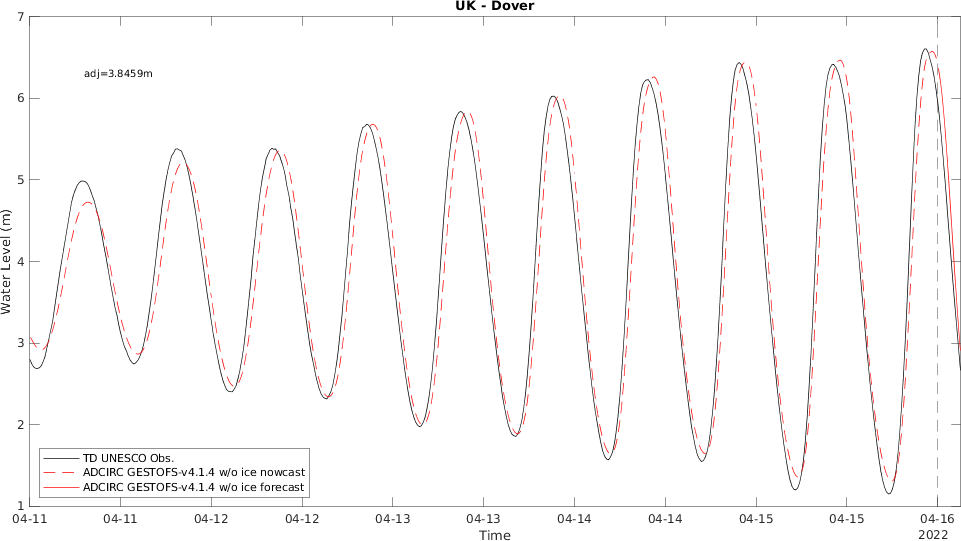 UK - Dover
adj=3.8459m
Water Level (m)
7
6
5
4
3
2
1
TD UNESCO Obs.
ADCIRC GESTOFS-v4.1.4 w/o ice nowcast
ADCIRC GESTOFS-v4.1.4 w/o ice forecast
04-11 04-11 04-12 04-12 04-13 04-13 04-14 04-14 04-15 04-15 04-16
2022
Time